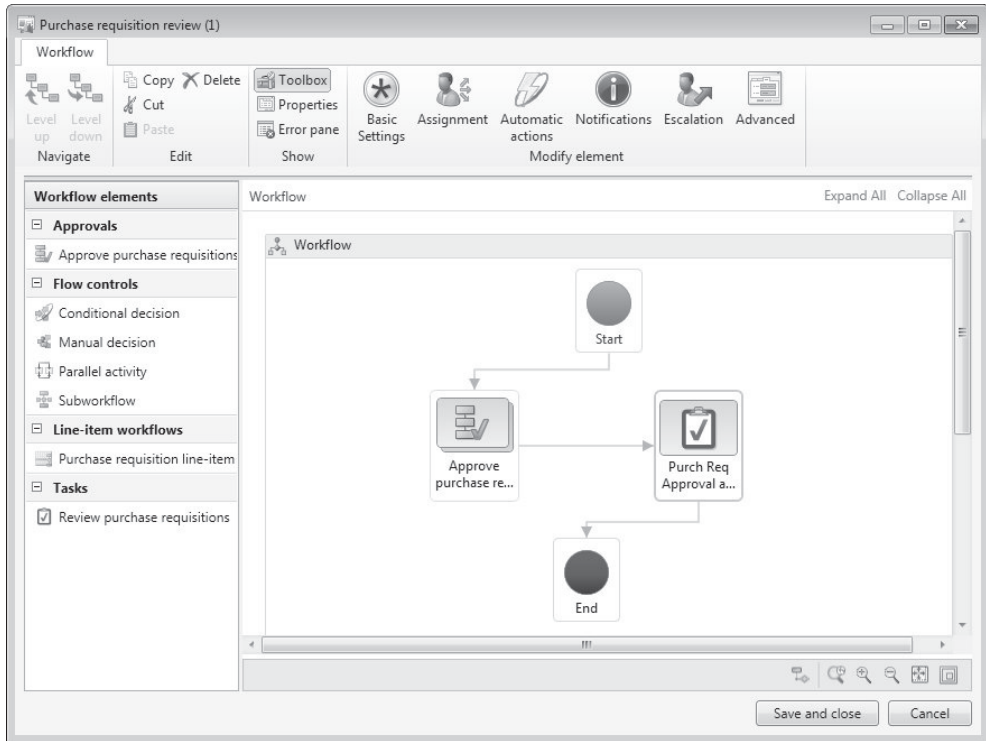 Purchase requisition review (1)
Workflow
Level up
Level down
Navigate
Copy
Delete
Cut
Paste
Edit
Toolbox
Properties
Error pane
Show
Basic Settings
Assignment
Automatic actions
Notifications
Escalation
Advanced
Modify element
Workflow elements
Approvals
Approve purchase requisitions
Flow controls
Conditional decision
Manual decision
Parallel activity
Subworkflow
Line-item workflows
Purchase requisition line-item
Tasks
Review purchase requisitions
Workflow
Expand All Collapse All
Workflow
Start
Approve
purchase re...
Purch Req
Approval a...
End
Save and close
Cancel